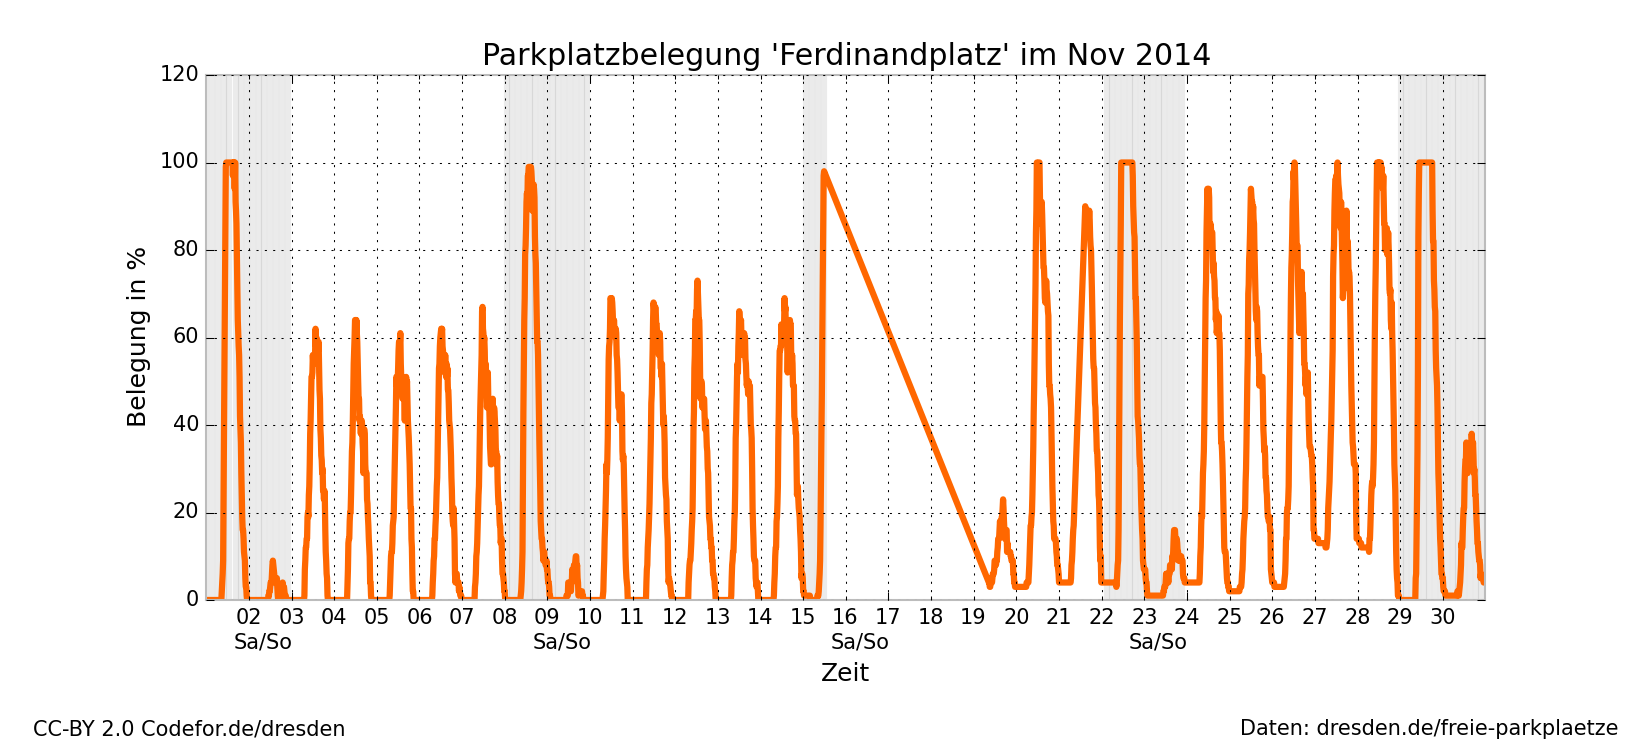 Parkplatzbelegung 'Ferdinandplatz' im Nov 2014
120
100
80
60
40
20
0
Belegung in %
02 03 04 05 06 07 08 09 10 11 12 13 14 15 16 17 18 19 20 21 22 23 24 25 26 27 28 29 30
Sa/So Sa/So Sa/So Sa/So
Zeit
CC-BY 2.0 Codefor.de/dresden
Daten: dresden.de/freie-parkplaetze